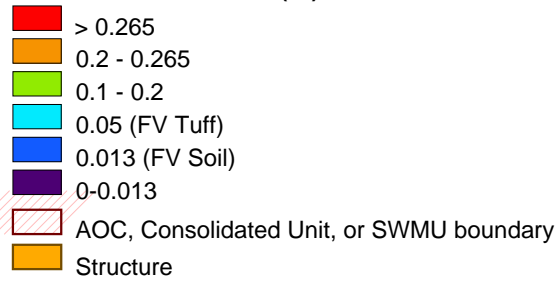 > 0.265
0.2 - 0.265
0.1 - 0.2
0.05 (FV Tuff)
0.013 (FV Soil)
0-0.013
AOC, Consolidated Unit, or SWMU boundary
Structure